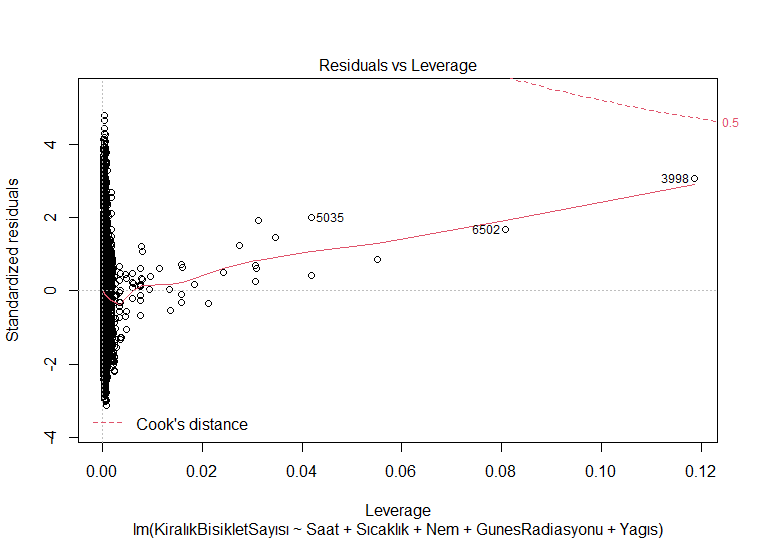 Residuals vs Leverage
Standardized residuals
4
2
0
-2
-4
0.5
3998
5035
6502
Cook's distance
0.00 0.02 0.04 0.06 0.08 0.10 0.12
Leverage
lm(KiralıkBisikletSayısı ~ Saat + Sıcaklık + Nem + GunesRadiasyonu + Yagıs)